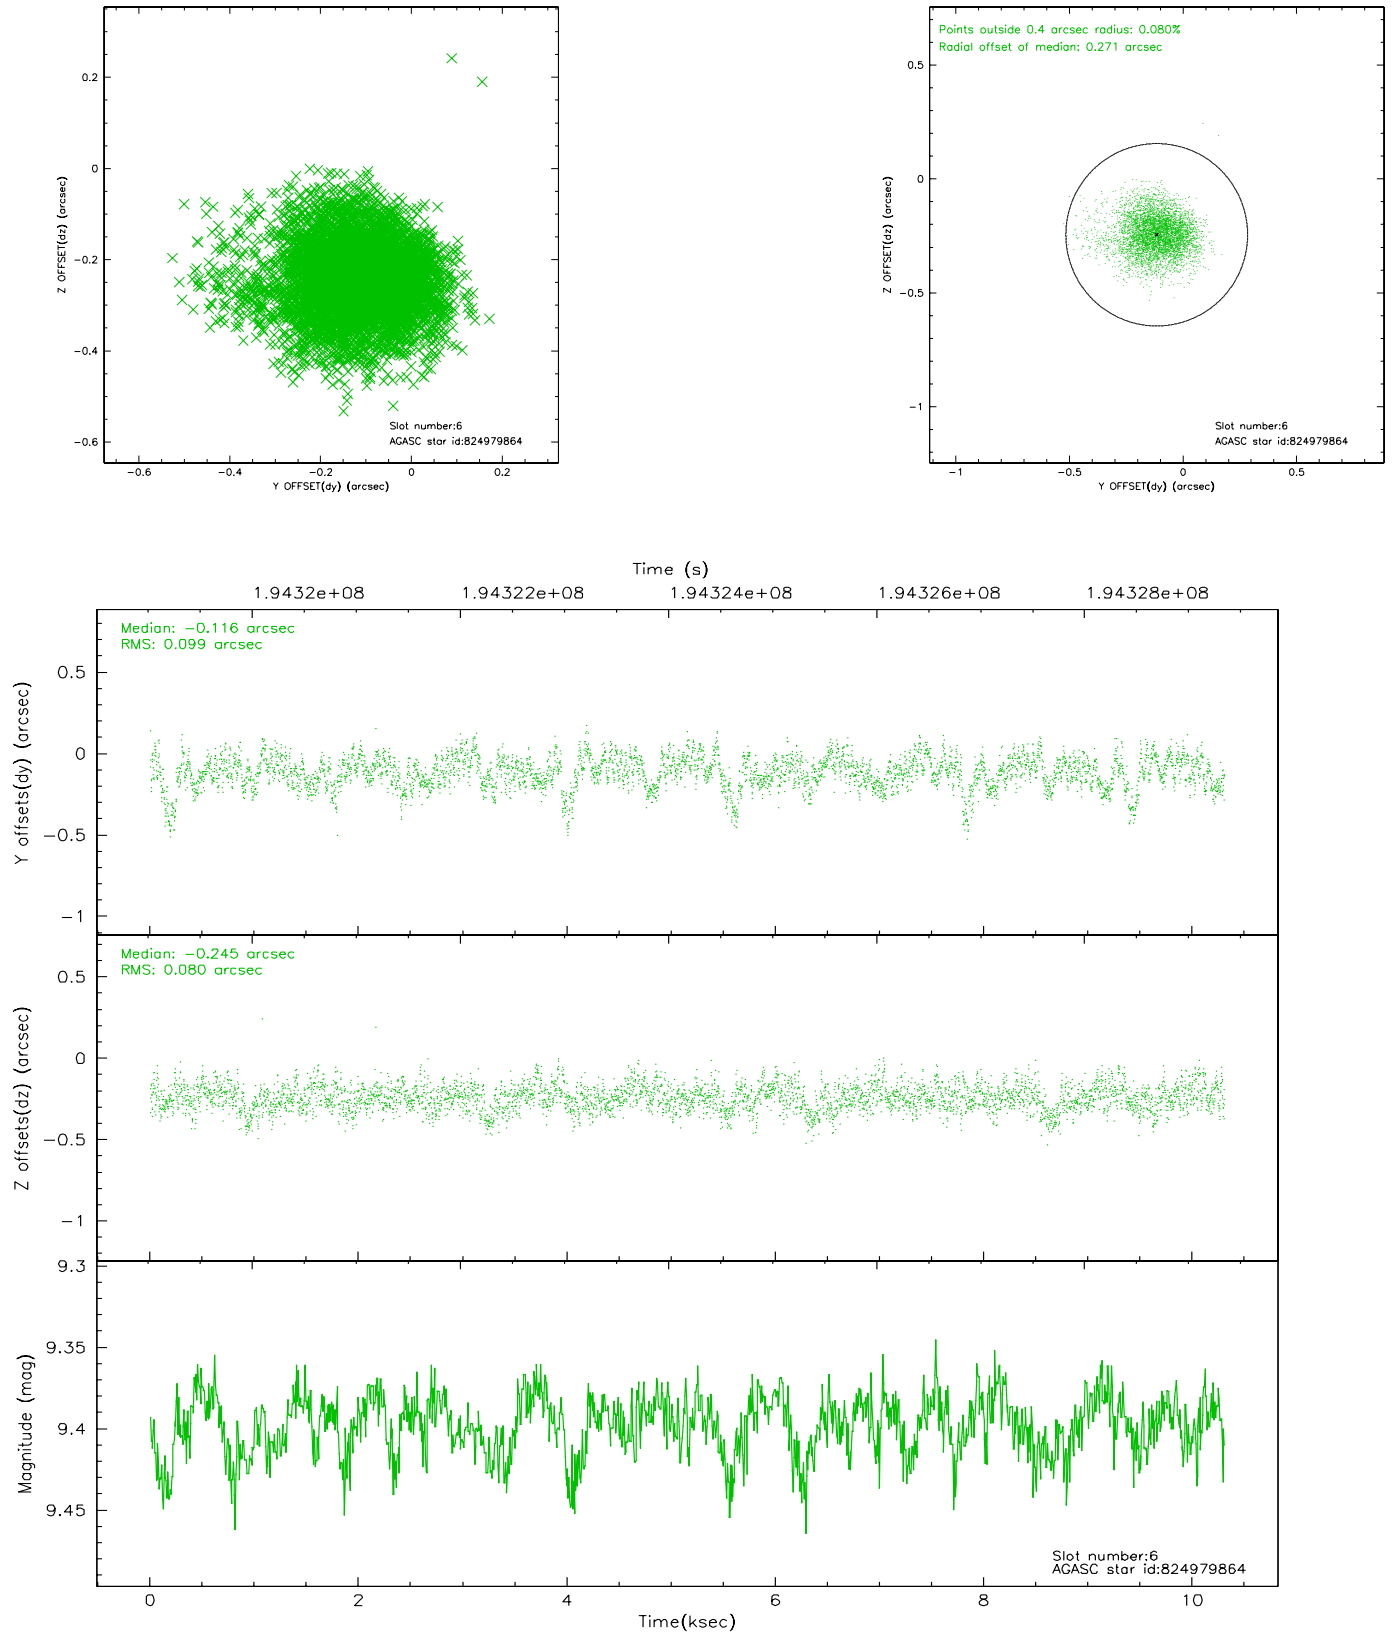 0.2
0
-0.2
-0.4
-0.6
Z OFFSET(dz) (arcsec)
Slot number:6
AGASC star id:824979864
-0.6 -0.4 -0.2 0 0.2
Y OFFSET(dy) (arcsec)
Points outside 0.4 arcsec radius: 0.080%
Radial offset of median: 0.271 arcsec
0.5
0
-0.5
-1
Z OFFSET(dz) (arcsec)
Slot number:6
AGASC star id:824979864
-1 -0.5 0 0.5
Y OFFSET(dy) (arcsec)
Time (s)
1.9432e+08 1.94322e+08 1.94324e+08 1.94326e+08 1.94328e+08
Median: -0.116 arcsec
RMS: 0.099 arcsec
0.5
0
-0.5
-1
Y offsets(dy) (arcsec)
Median: -0.245 arcsec
RMS: 0.080 arcsec
0.5
0
-0.5
-1
Z offsets(dz) (arcsec)
9.3
9.35
9.4
9.45
Magnitude (mag)
Slot number:6
AGASC star id:824979864
0 2 4 6 8 10
Time(ksec)